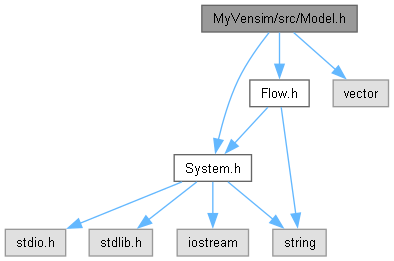 MyVensim/src/Model.h
Flow.h
vector
System.h
stdio.h
stdlib.h
iostream
string